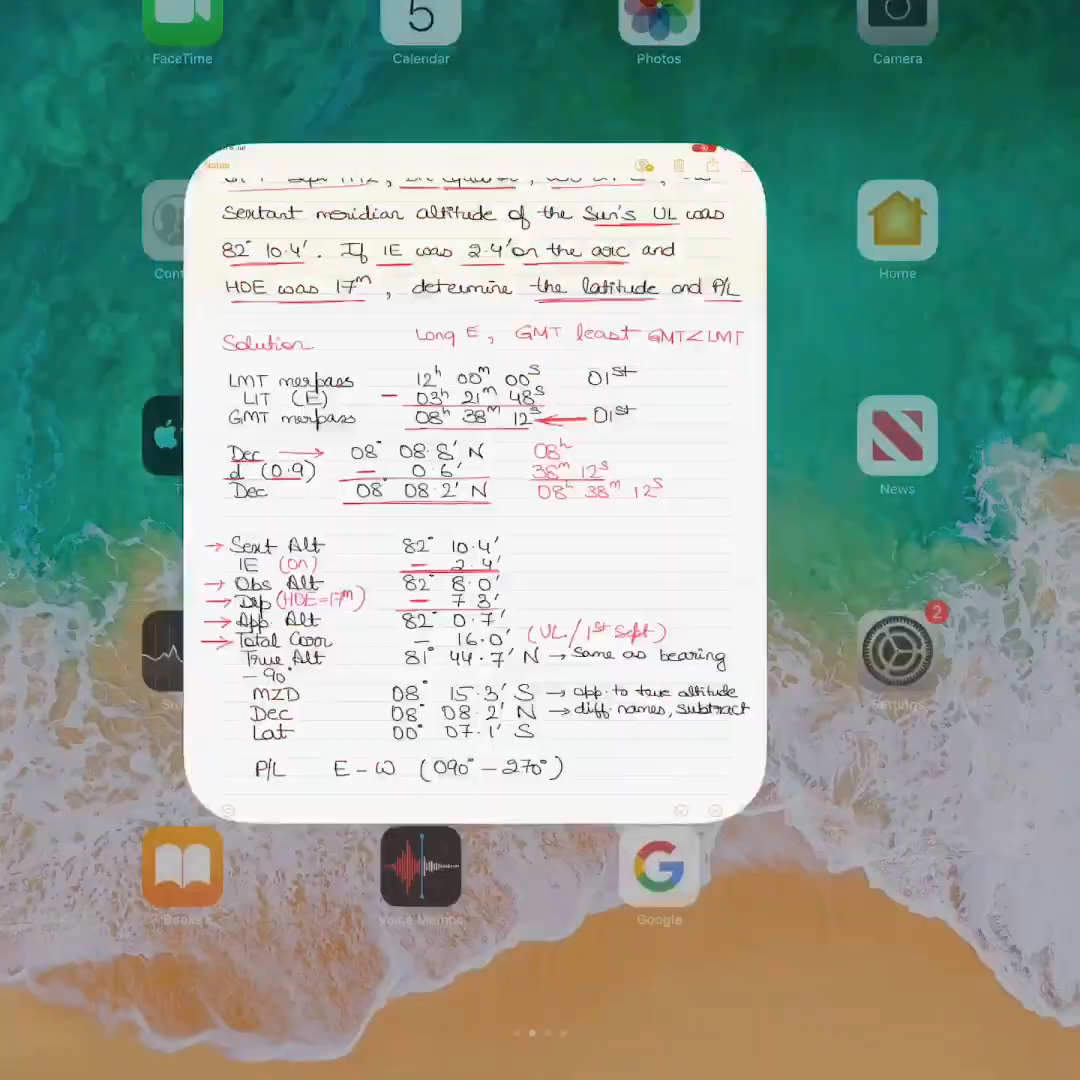 FaceTime
Calendar
5
Photos
Camera
Notes
Sextant meridian altitude of the Sun's UL was
82° 10.4'. If IE was 2.4' on the arc and
HOE was 17m, determine the latitude and P/L
Solution
Long E, GMT least GMT<LMT
LMT merpass 12h 00m 00s 01st
LIT (E) - 03h 21m 48s
GMT merpass 08h 38m 12s 01st
Dec → 08° 08.8' N 08h
d (0.9) - 0.6' 38m 12s
Dec 08° 08.2' N 08h 38m 12s
→ Sext Alt 82° 10.4'
IE (on) - 2.4'
→ Obs Alt 82° 8.0'
→ Dip (HOE=17m) - 7.3'
→ App. Alt 82° 0.7'
→ Total Corr - 16.0' (UL/1st Sept)
True Alt 81° 44.7' N → Same as bearing
- 90°
MZD 08° 15.3' S → opp. to true altitude
Dec 08° 08.2' N → diff. names, subtract
Lat 00° 07.1' S
P/L E - W (090° - 270°)
Home
News
2
Settings
Books
Voice Memos
Google